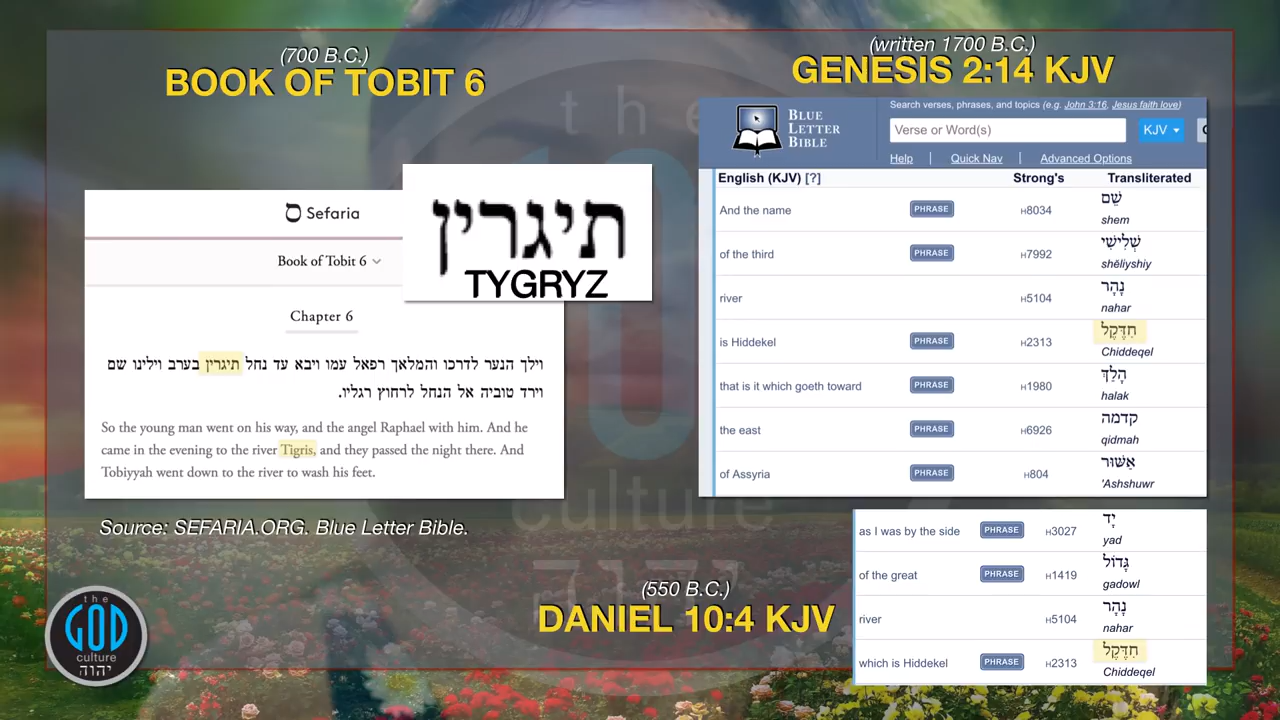 (700 B.C.)
BOOK OF TOBIT 6
Sefaria
Book of Tobit 6
Chapter 6
וילך הנער לדרכו והמלאך רפאל עמו ויבא עד נחל תיגרין בערב וילינו שם
וירד טוביה אל הנחל לרחוץ רגליו.
So the young man went on his way, and the angel Raphael with him. And he
came in the evening to the river Tigris, and they passed the night there. And
Tobiyyah went down to the river to wash his feet.
תיגרין
TYGRYZ
Source: SEFARIA.ORG. Blue Letter Bible.
(written 1700 B.C.)
GENESIS 2:14 KJV
BLUE
LETTER
BIBLE
Search verses, phrases, and topics (e.g. John 3:16, Jesus faith love)
Verse or Word(s)
KJV
Help | Quick Nav | Advanced Options
English (KJV) [?] Strong's Transliterated
And the name PHRASE H8034 שֵׁם
shem
of the third PHRASE H7992 שְׁלִישִׁי
shĕliyshiy
river H5104 נָהָר
nahar
is Hiddekel PHRASE H2313 חִדֶּקֶל
Chiddeqel
that is it which goeth toward PHRASE H1980 הָלַךְ
halak
the east PHRASE H6926 קדמה
qidmah
of Assyria PHRASE H804 אַשּׁוּר
'Ashshuwr
(550 B.C.)
DANIEL 10:4 KJV
as I was by the side PHRASE H3027 יָד
yad
of the great PHRASE H1419 גָּדוֹל
gadowl
river H5104 נָהָר
nahar
which is Hiddekel PHRASE H2313 חִדֶּקֶל
Chiddeqel
the
GOD
culture
יהוה
the
culture
יהוה